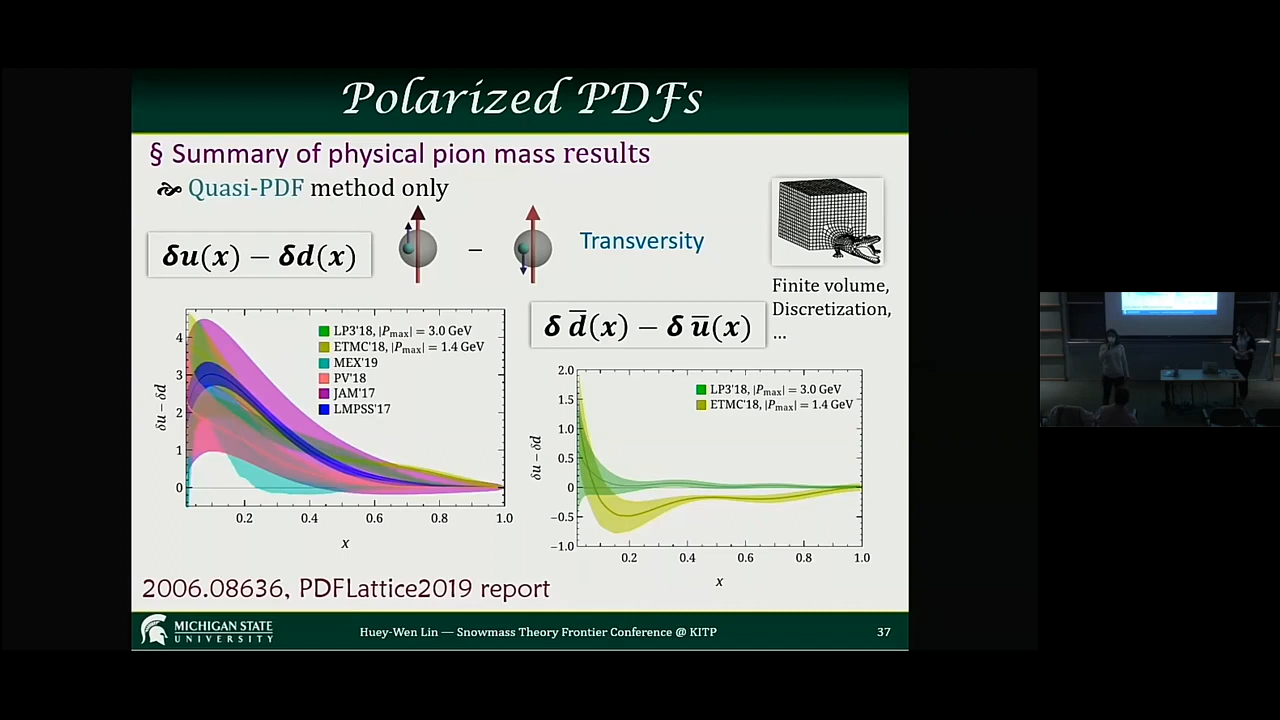 Polarized PDFs
§ Summary of physical pion mass results
Quasi-PDF method only
δu(x) − δd(x)
−
Transversity
Finite volume,
Discretization,
...
δd̅(x) − δu̅(x)
LP3'18, |Pmax| = 3.0 GeV
ETMC'18, |Pmax| = 1.4 GeV
MEX'19
PV'18
JAM'17
LMPSS'17
δu − δd
4
3
2
1
0
0.2 0.4 0.6 0.8 1.0
x
LP3'18, |Pmax| = 3.0 GeV
ETMC'18, |Pmax| = 1.4 GeV
δu − δd
2.0
1.5
1.0
0.5
0
−0.5
−1.0
0.2 0.4 0.6 0.8 1.0
x
2006.08636, PDFLattice2019 report
MICHIGAN STATE
UNIVERSITY
Huey-Wen Lin — Snowmass Theory Frontier Conference @ KITP
37